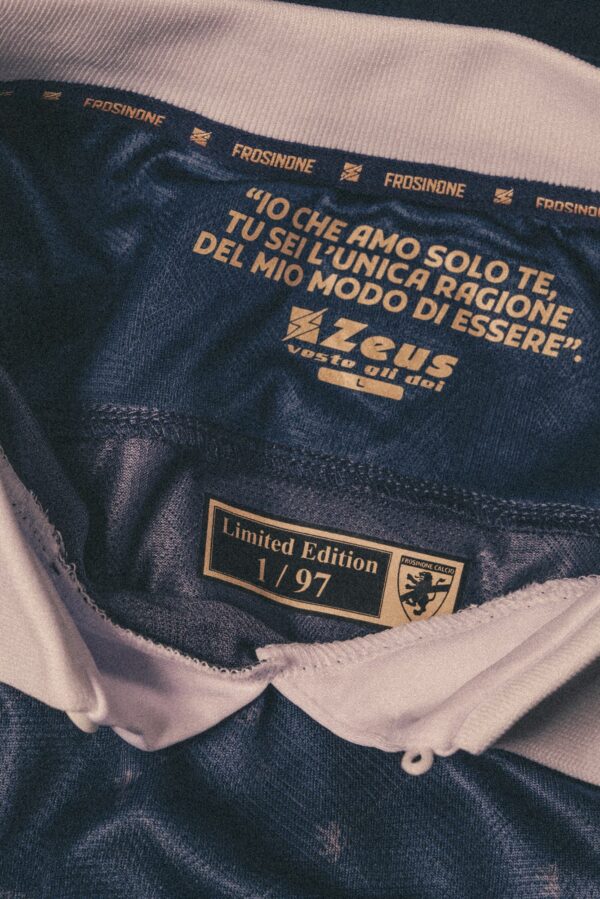 FROSINONE FROSINONE FROSINONE FROSINO
“IO CHE AMO SOLO TE,
TU SEI L’UNICA RAGIONE
DEL MIO MODO DI ESSERE”.
Zeus
veste gli dei
L
Limited Edition
1 / 97
FROSINONE CALCIO